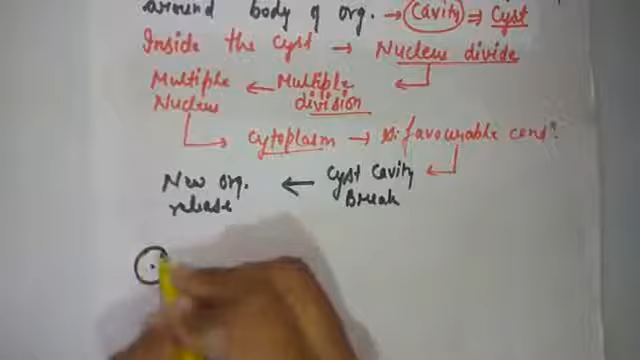 around body of org. → Cavity ⇒ Cyst
Inside the cyst → Nucleus divide
Multiple Nucleus ← Multiple division ←
Cytoplasm → favourable cond
New org. release ← Cyst Cavity Break